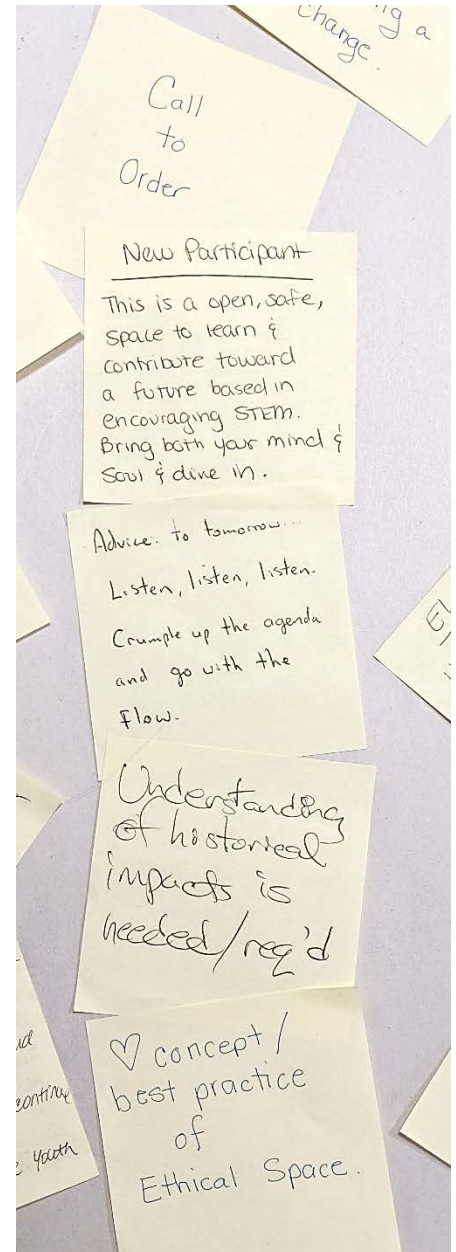 g a
change.
Call
to
Order
New Participant
This is a open, safe,
space to learn &
contribute toward
a future based in
encouraging STEM.
Bring both your mind &
Soul & dive in.
Advice: to tomorrow...
Listen, listen, listen.
Crumple up the agenda
and go with the
flow.
Understanding
of historical
impacts is
needed/req'd
continue
e youth
♡ concept/
best practice
of
Ethical Space.